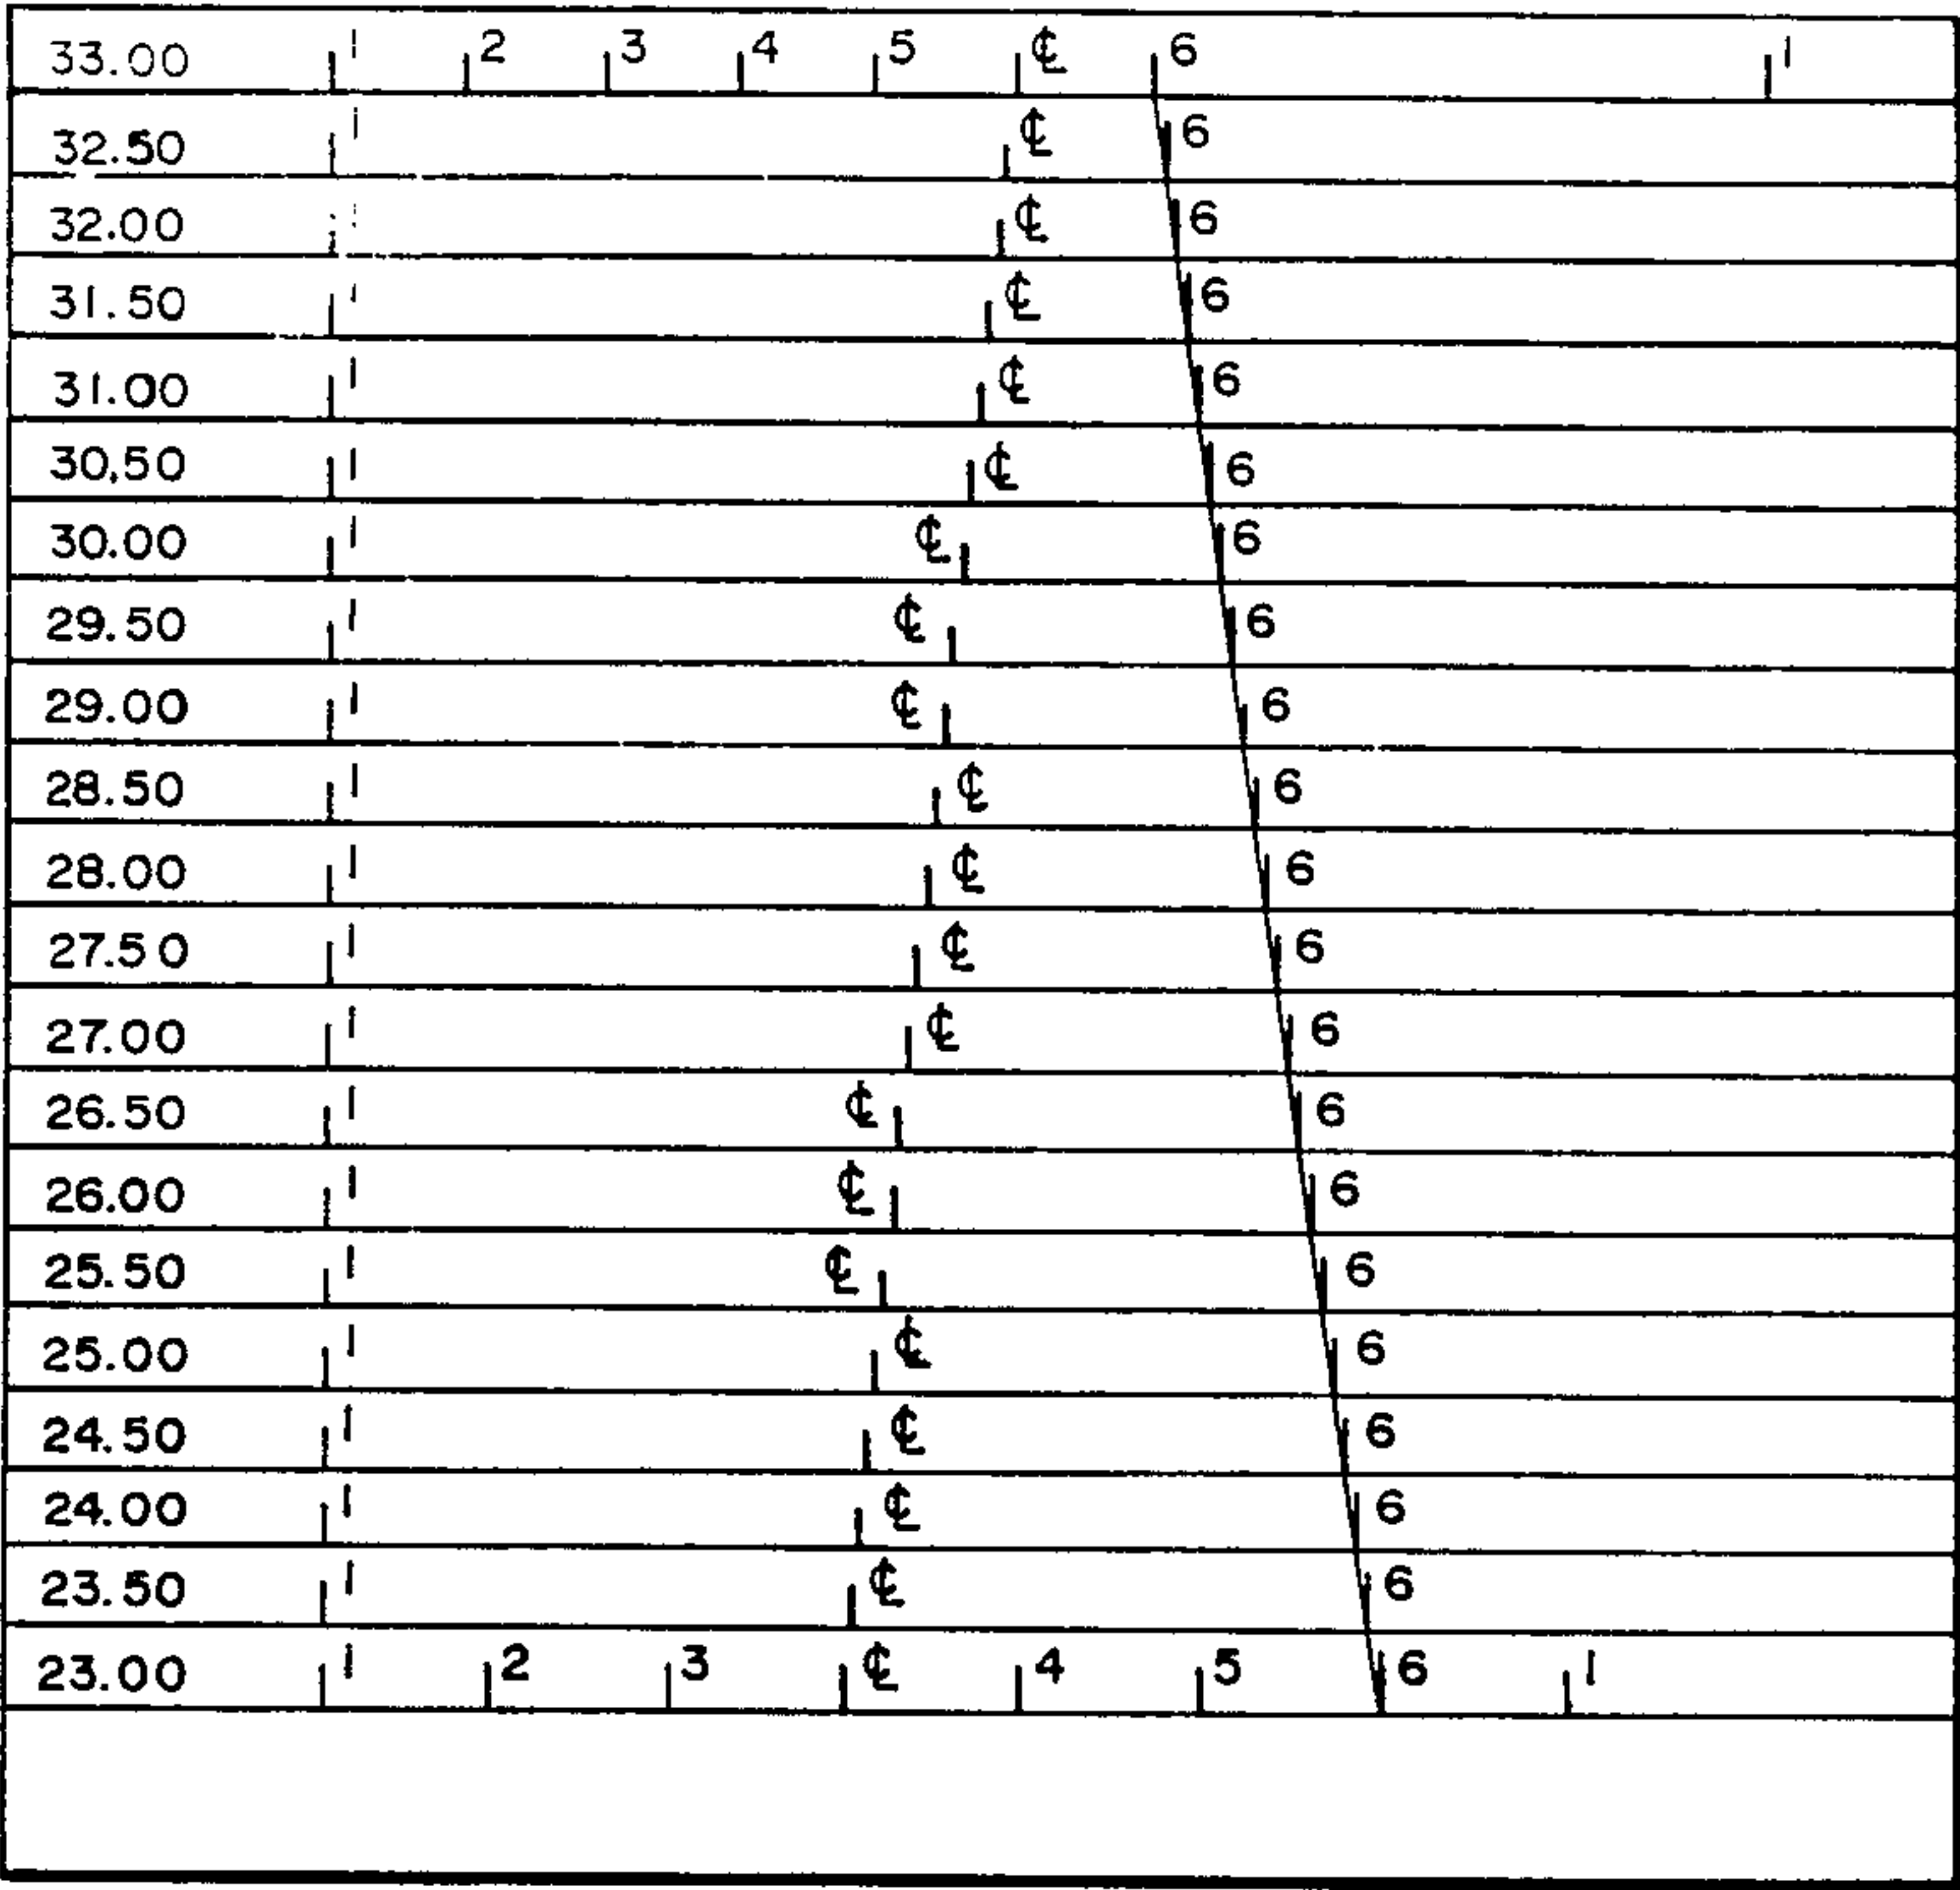 33.00 1 2 3 4 5 ℄ 6 1
32.50 1 ℄ 6
32.00 1 ℄ 6
31.50 1 ℄ 6
31.00 1 ℄ 6
30,50 1 ℄ 6
30.00 1 ℄ 6
29.50 1 ℄ 6
29.00 1 ℄ 6
28.50 1 ℄ 6
28.00 1 ℄ 6
27.50 1 ℄ 6
27.00 1 ℄ 6
26.50 1 ℄ 6
26.00 1 ℄ 6
25.50 1 ℄ 6
25.00 1 ℄ 6
24.50 1 ℄ 6
24.00 1 ℄ 6
23.50 1 ℄ 6
23.00 1 2 3 ℄ 4 5 6 1